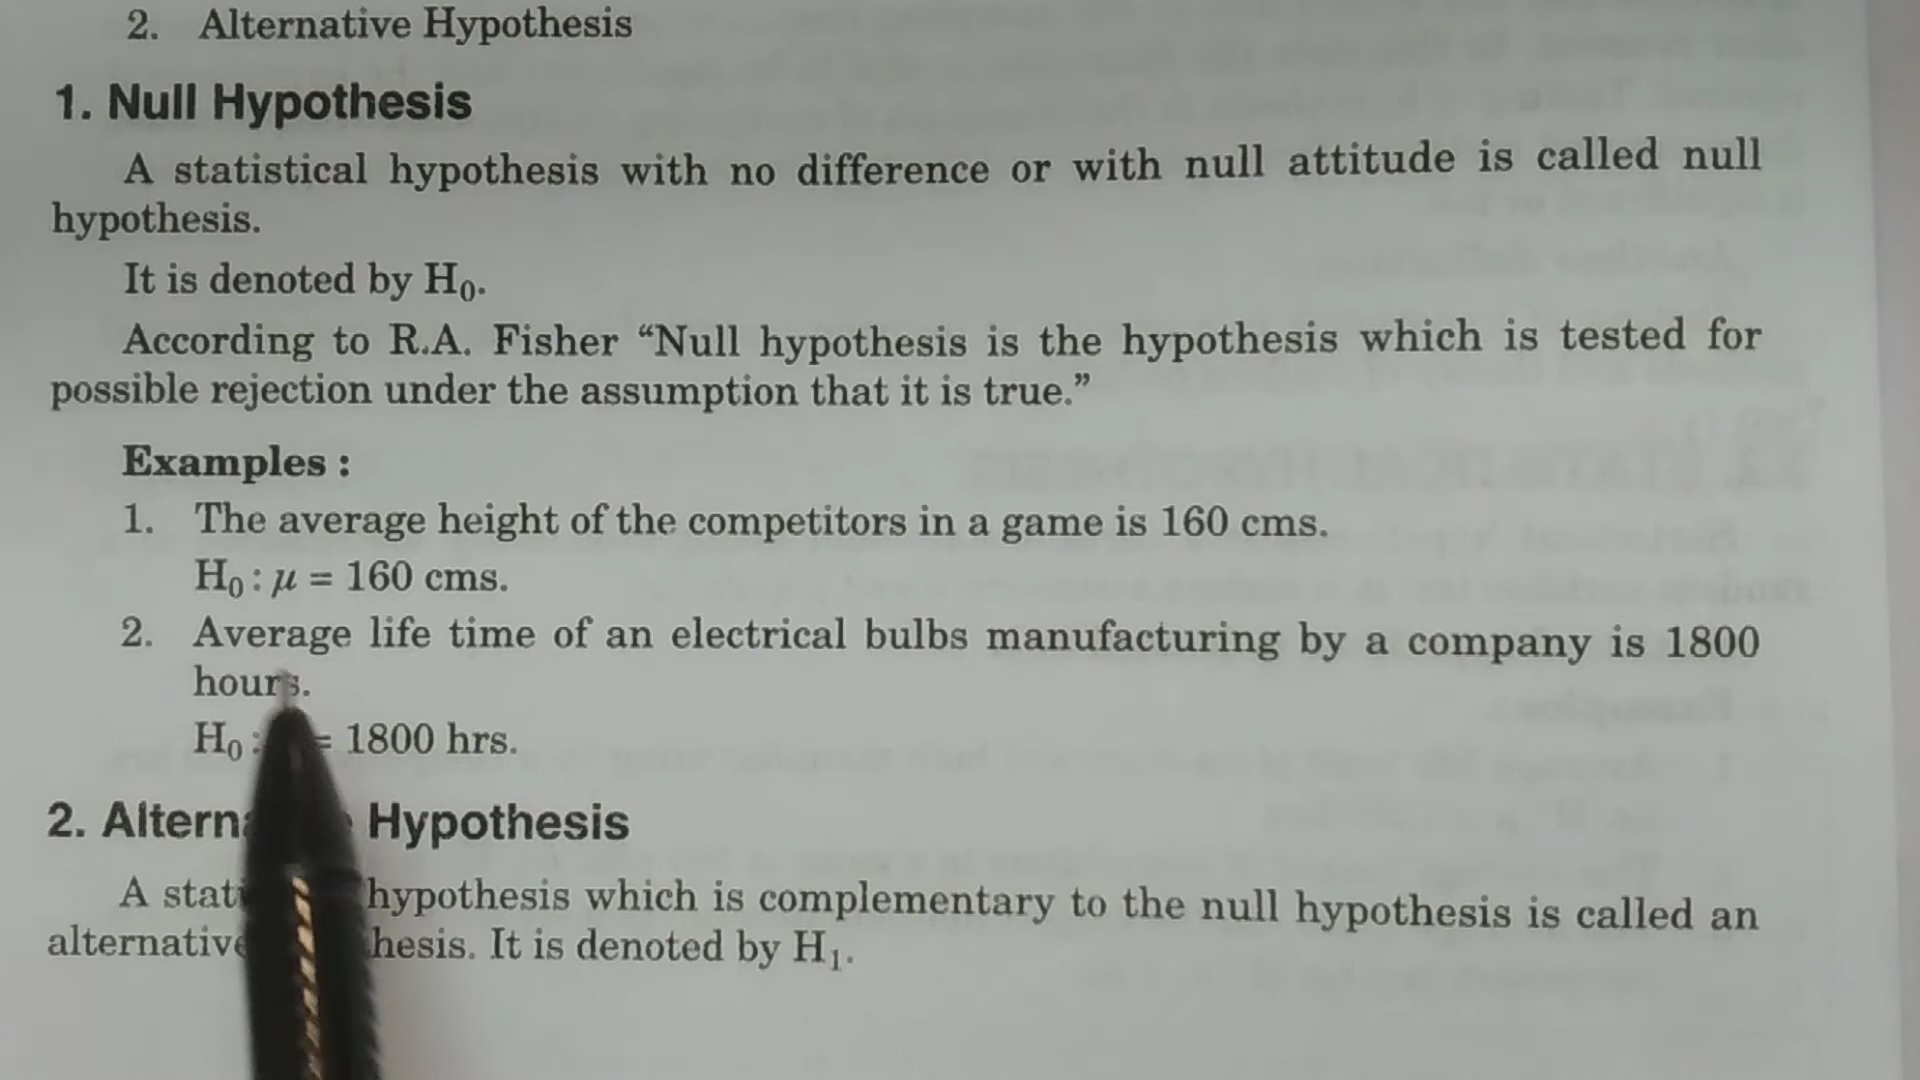 2. Alternative Hypothesis
1. Null Hypothesis
A statistical hypothesis with no difference or with null attitude is called null
hypothesis.
It is denoted by H₀.
According to R.A. Fisher “Null hypothesis is the hypothesis which is tested for
possible rejection under the assumption that it is true.”
Examples :
1. The average height of the competitors in a game is 160 cms.
H₀ : μ = 160 cms.
2. Average life time of an electrical bulbs manufacturing by a company is 1800
hours.
H₀ : = 1800 hrs.
2. Hypothesis
A hypothesis which is complementary to the null hypothesis is called an
alternative It is denoted by H₁.